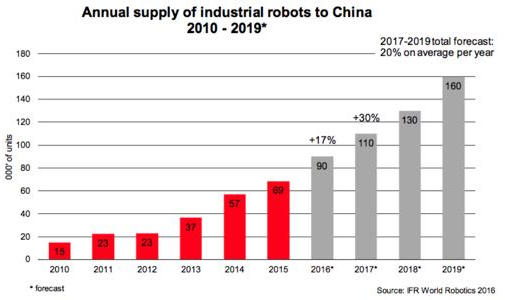 Annual supply of industrial robots to China
2010 - 2019*
2017-2019total forecast:
20% on average per year
000' of units
180
160
140
120
100
80
60
40
20
0
15
23
23
37
57
69
+17%
90
+30%
110
130
160
2010 2011 2012 2013 2014 2015 2016* 2017* 2018* 2019*
* forecast
Source: IFR World Robotics 2016